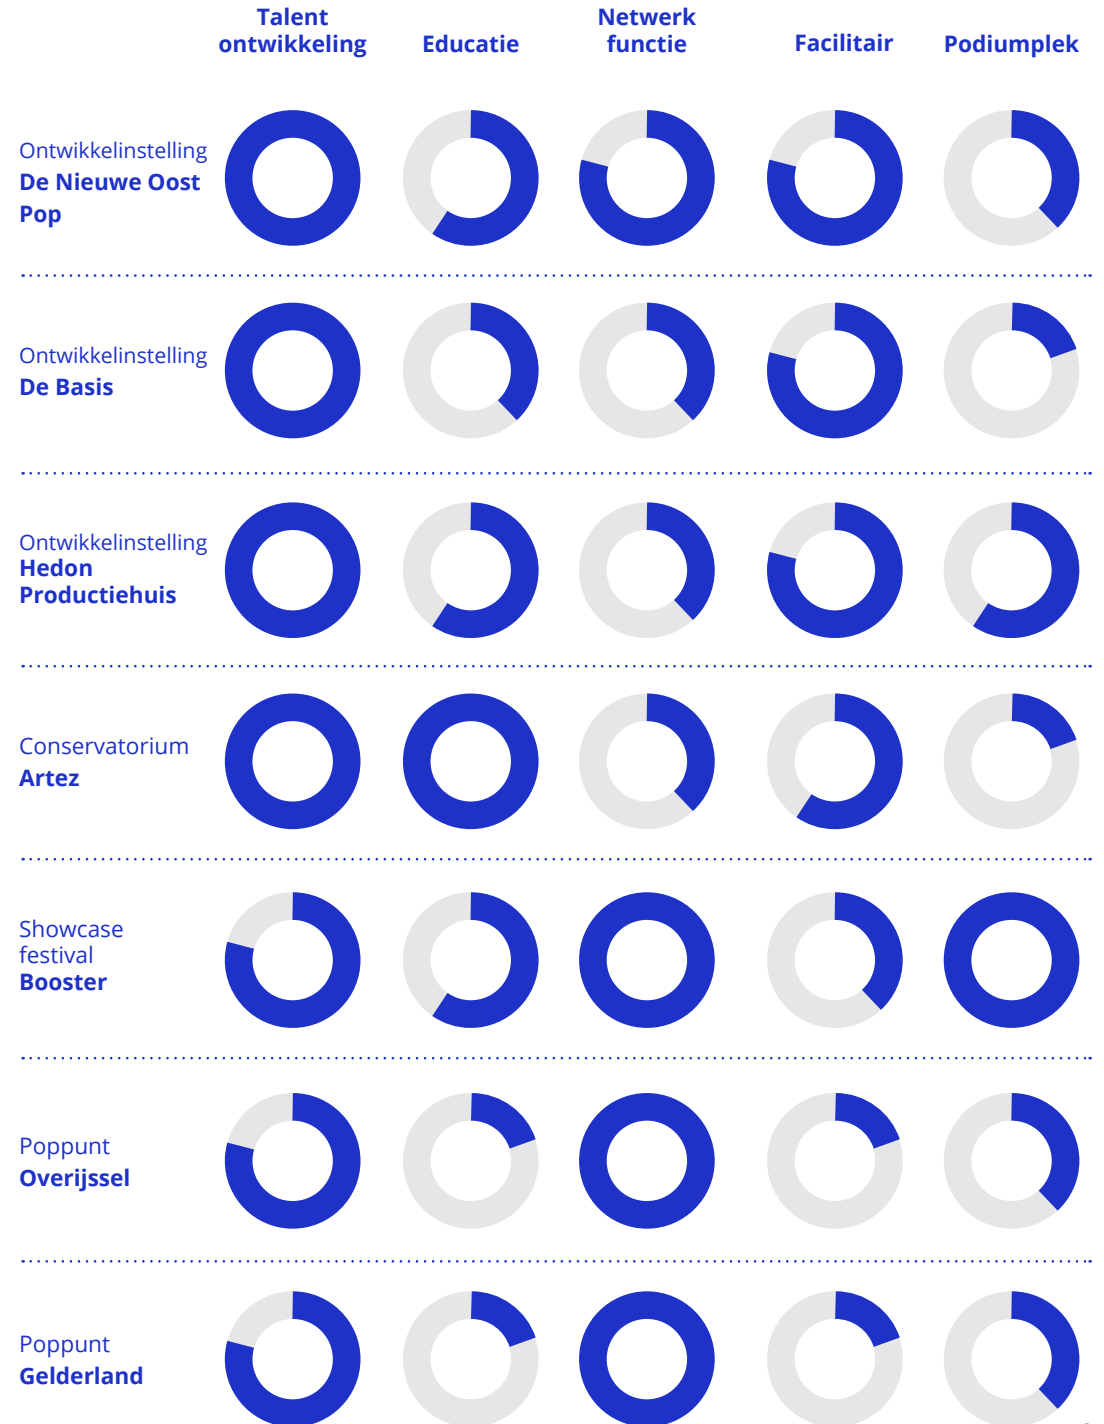 Talent
ontwikkeling
Educatie
Netwerk
functie
Facilitair
Podiumplek
Ontwikkelinstelling
De Nieuwe Oost
Pop
Ontwikkelinstelling
De Basis
Ontwikkelinstelling
Hedon
Productiehuis
Conservatorium
Artez
Showcase
festival
Booster
Poppunt
Overijssel
Poppunt
Gelderland